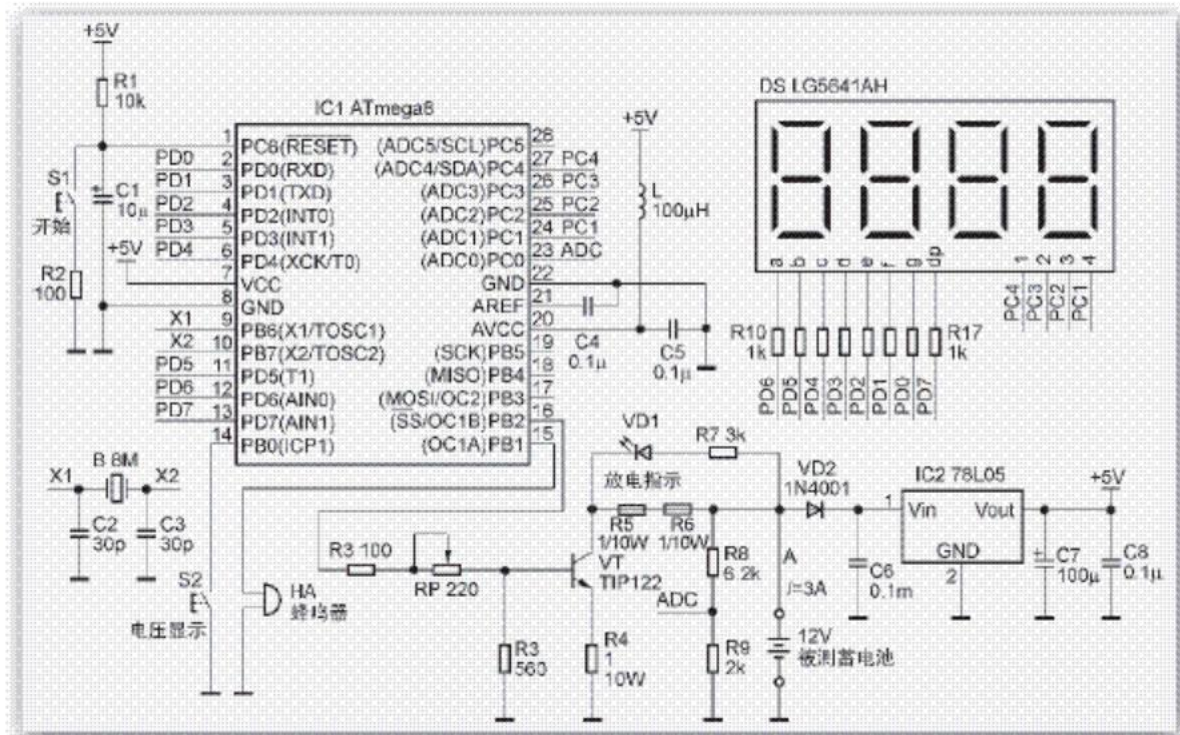 +5V
R1
10k
IC1 ATmega8
DS LG5641AH
+5V
1 PC6(RESET) (ADC5/SCL)PC5 28
PD0 2 PD0(RXD) (ADC4/SDA)PC4 27 PC4
PD1 3 PD1(TXD) (ADC3)PC3 26 PC3
PD2 4 PD2(INT0) (ADC2)PC2 25 PC2
PD3 5 PD3(INT1) (ADC1)PC1 24 PC1
PD4 6 PD4(XCK/T0) (ADC0)PC0 23 ADC
7 VCC GND 22
8 GND AREF 21
X1 9 PB6(X1/TOSC1) AVCC 20
X2 10 PB7(X2/TOSC2) (SCK)PB5 19
PD5 11 PD5(T1) (MISO)PB4 18
PD6 12 PD6(AIN0) (MOSI/OC2)PB3 17
PD7 13 PD7(AIN1) (SS/OC1B)PB2 16
14 PB0(ICP1) (OC1A)PB1 15
S1
开始
C1
10μ
+5V
R2
100
L
100μH
C4
0.1μ
C5
0.1μ
8888
a b c d e f g dp 1 2 3 4
PC4 PC3 PC2 PC1
R10
1k
R17
1k
PD6 PD5 PD4 PD3 PD2 PD1 PD0 PD7
X1 B 8M X2
C2
30p
C3
30p
S2
电压显示
HA
蜂鸣器
R3 100
RP 220
R3
560
VD1
放电指示
R7 3k
R5
1/10W
R6
1/10W
VT
TIP122
R4
1
10W
R8
6.2k
ADC
R9
2k
A
I=3A
12V
被测蓄电池
VD2
1N4001
IC2 78L05
1 Vin Vout
GND
2
+5V
C6
0.1m
C7
100μ
C8
0.1μ